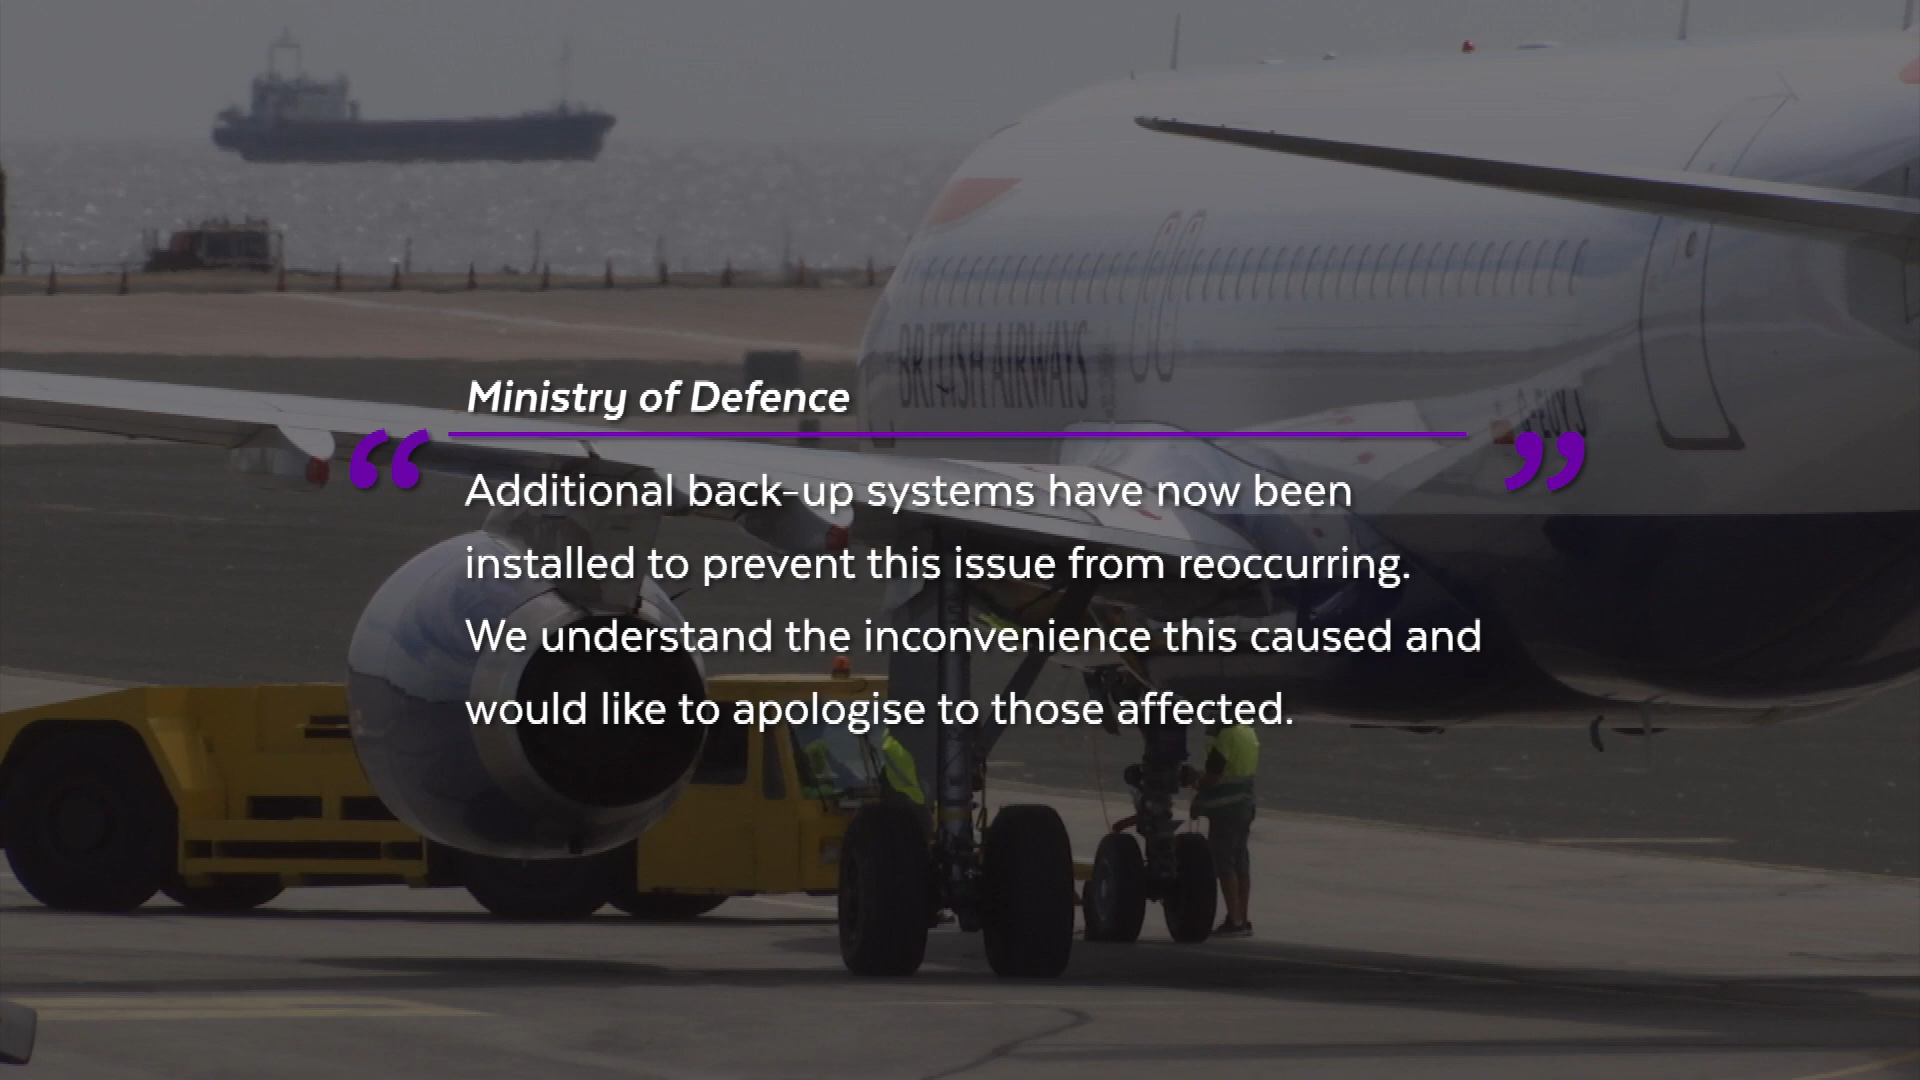 BRITISH AIRWAYS
Ministry of Defence
“ ”
Additional back-up systems have now been
installed to prevent this issue from reoccurring.
We understand the inconvenience this caused and
would like to apologise to those affected.